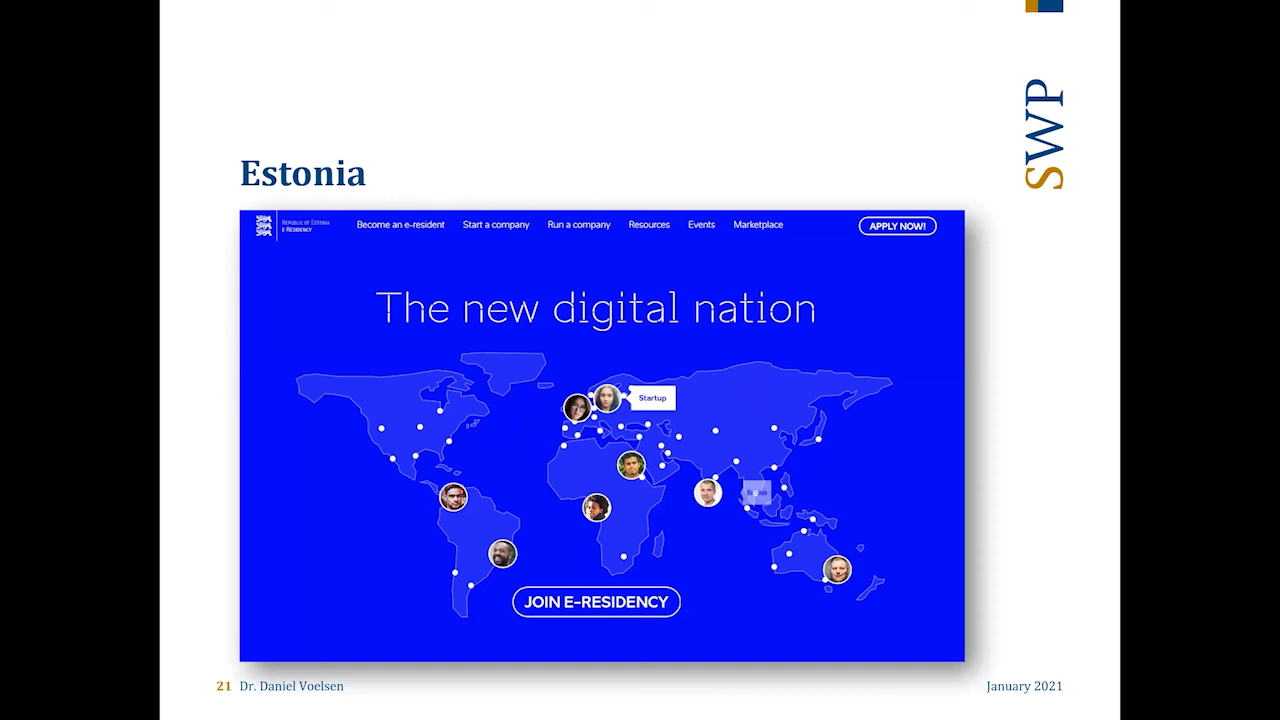 SWP
Estonia
REPUBLIC OF ESTONIA
E-RESIDENCY
Become an e-resident Start a company Run a company Resources Events Marketplace APPLY NOW!
The new digital nation
Startup
JOIN E-RESIDENCY
21 Dr. Daniel Voelsen January 2021